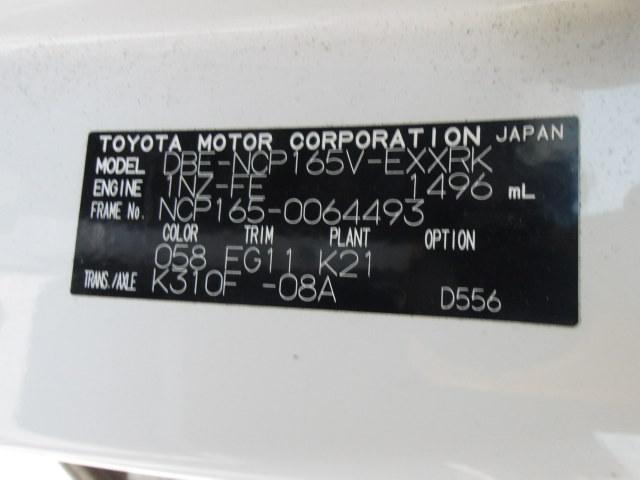 TOYOTA MOTOR CORPORATION JAPAN
MODEL DBE-NCP165V-EXXRK
ENGINE 1NZ-FE 1496 mL
FRAME No. NCP165-0064493
COLOR TRIM PLANT OPTION
058 FG11 K21
TRANS./AXLE K310F -08A D556